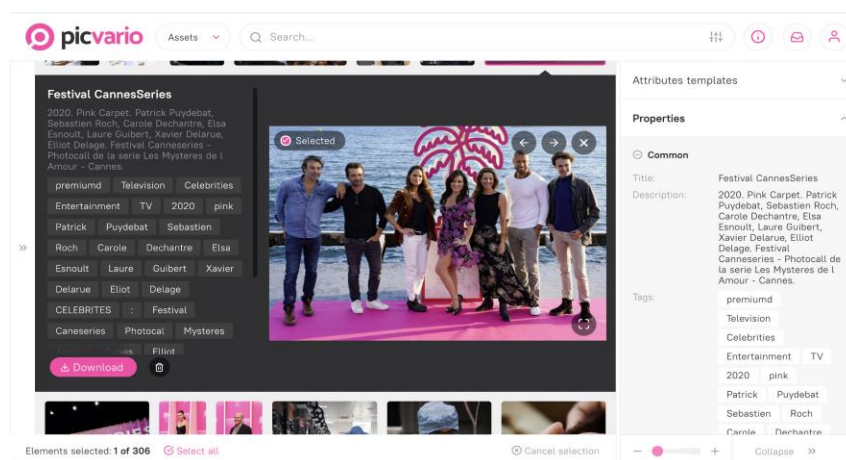 picvario
Assets
Search...
Festival CannesSeries
2020. Pink Carpet. Patrick Puydebat,
Sebastien Roch, Carole Dechantre, Elsa
Esnoult, Laure Guibert, Xavier Delarue,
Elliot Delage. Festival Canneseries -
Photocall de la serie Les Mysteres de l
Amour - Cannes.
premiumd Television Celebrities
Entertainment TV 2020 pink
Patrick Puydebat Sebastien
Roch Carole Dechantre Elsa
Esnoult Laure Guibert Xavier
Delarue Eliot Delage
CELEBRITES : Festival
Caneseries Photocal Mysteres
Elliot
Download
Selected
Attributes templates
Properties
Common
Title: Festival CannesSeries
Description: 2020. Pink Carpet. Patrick
Puydebat, Sebastien Roch,
Carole Dechantre, Elsa
Esnoult, Laure Guibert,
Xavier Delarue, Elliot
Delage. Festival
Canneseries - Photocall de
la serie Les Mysteres de l
Amour - Cannes.
Tags: premiumd
Television
Celebrities
Entertainment TV
2020 pink
Patrick Puydebat
Sebastien Roch
Carole Dechantre
Elements selected: 1 of 306 Select all
Cancel selection
Collapse